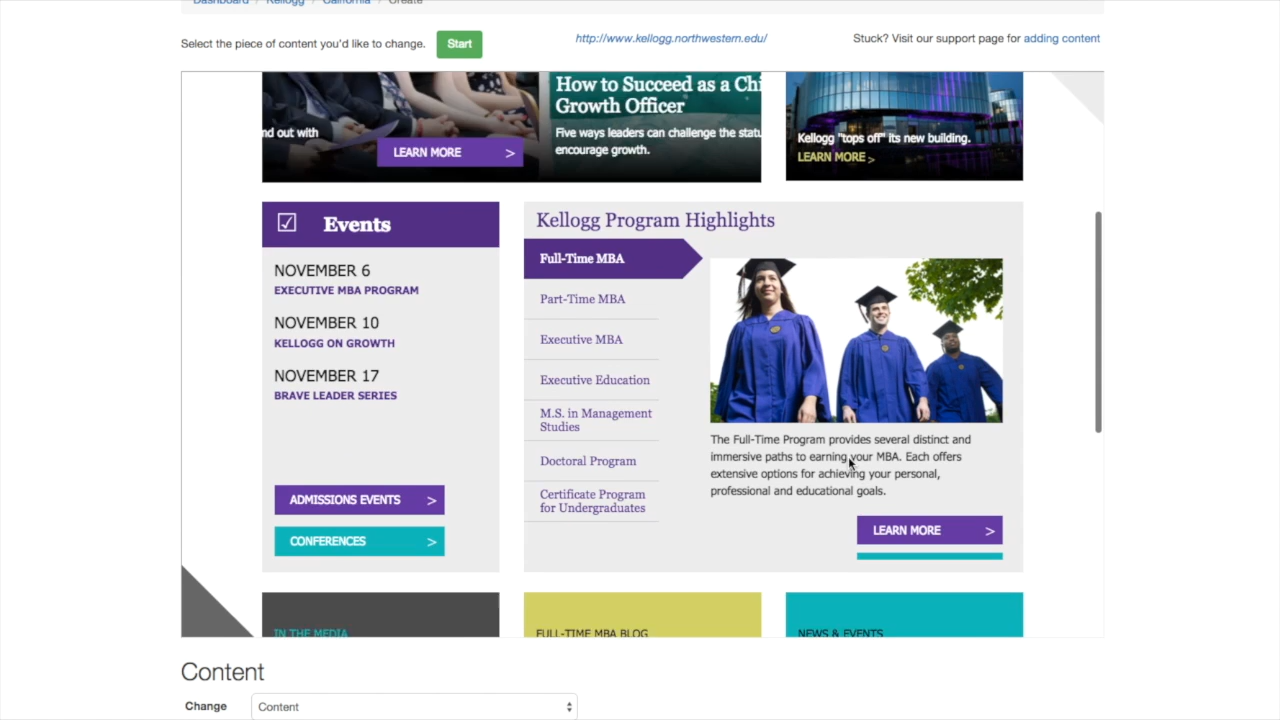 Dashboard / Kellogg / California / Create
Select the piece of content you'd like to change.
Start
http://www.kellogg.northwestern.edu/
Stuck? Visit our support page for adding content
nd out with
LEARN MORE >
How to Succeed as a Chi
Growth Officer
Five ways leaders can challenge the statu
encourage growth.
Kellogg "tops off" its new building.
LEARN MORE >
Events
NOVEMBER 6
EXECUTIVE MBA PROGRAM
NOVEMBER 10
KELLOGG ON GROWTH
NOVEMBER 17
BRAVE LEADER SERIES
ADMISSIONS EVENTS >
CONFERENCES >
Kellogg Program Highlights
Full-Time MBA
Part-Time MBA
Executive MBA
Executive Education
M.S. in Management
Studies
Doctoral Program
Certificate Program
for Undergraduates
The Full-Time Program provides several distinct and
immersive paths to earning your MBA. Each offers
extensive options for achieving your personal,
professional and educational goals.
LEARN MORE >
IN THE MEDIA
FULL-TIME MBA BLOG
NEWS & EVENTS
Content
Change
Content